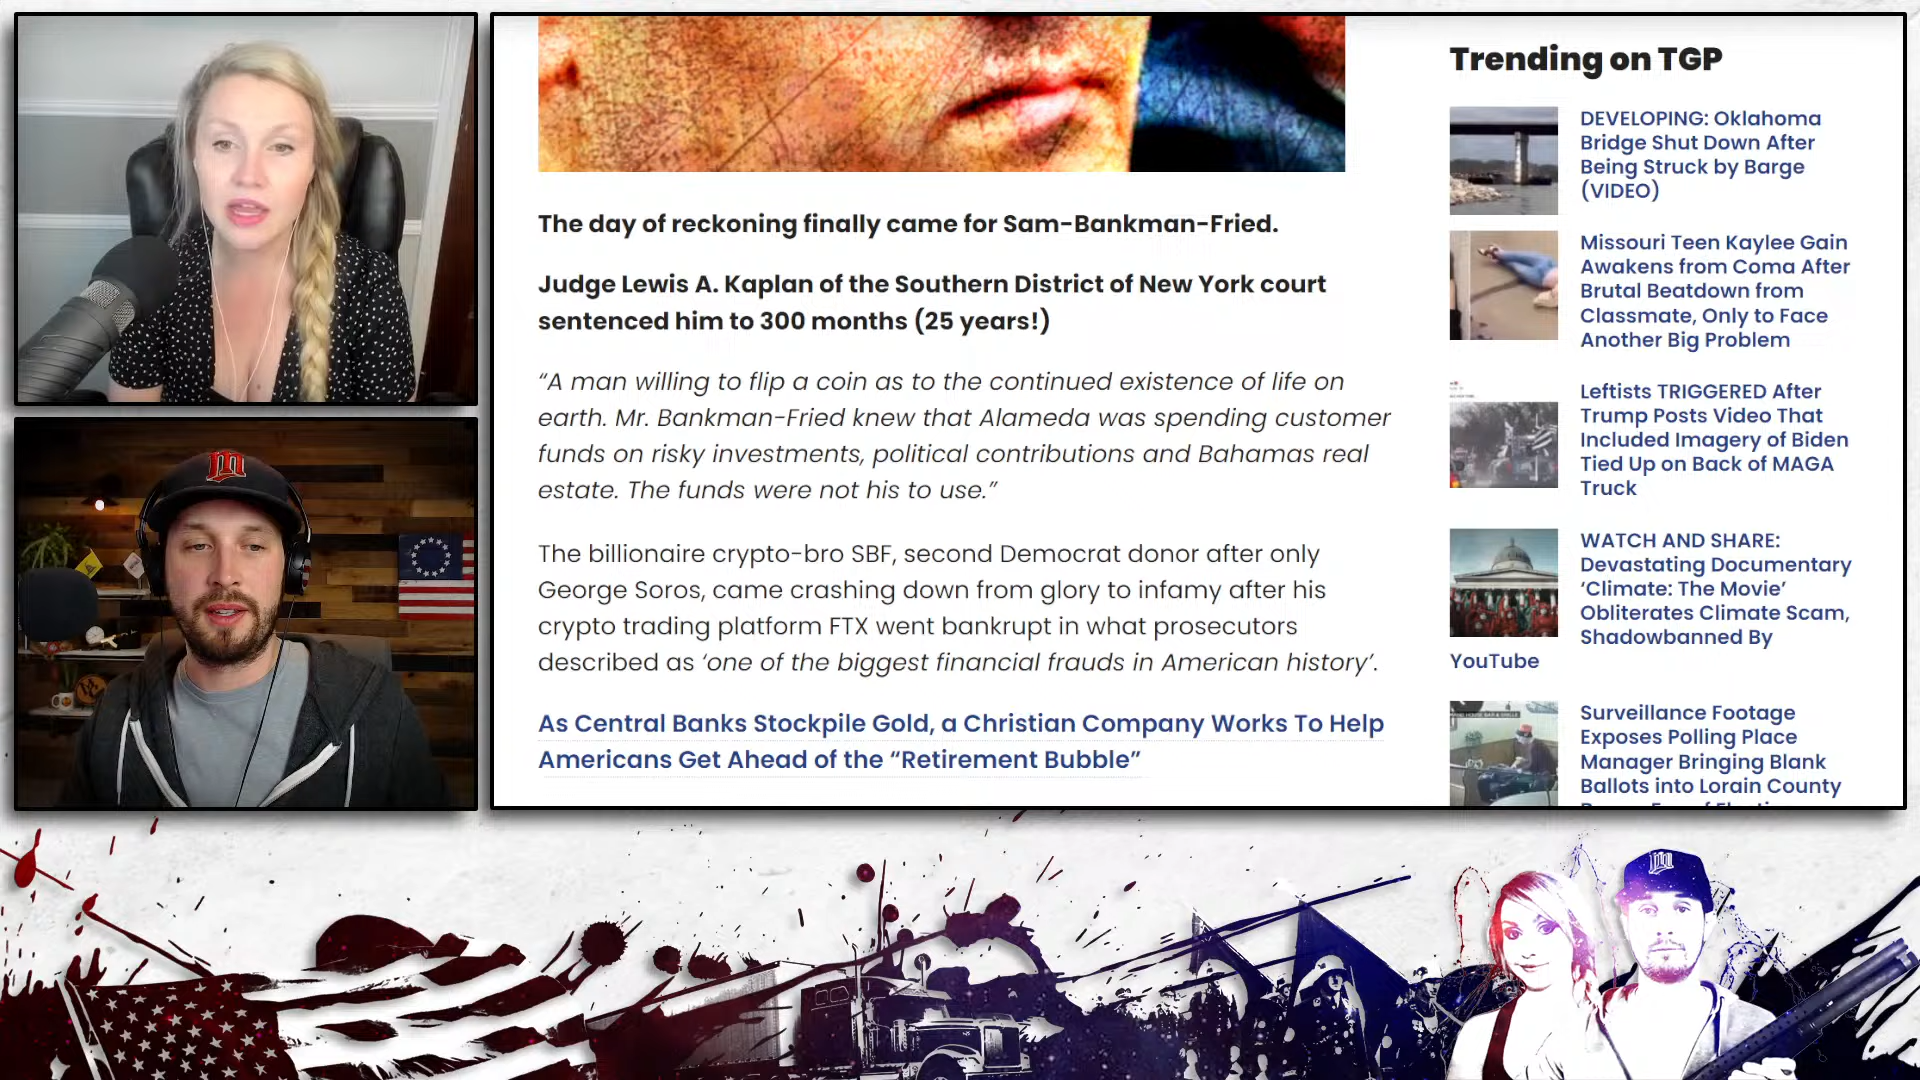 The day of reckoning finally came for Sam-Bankman-Fried.
Judge Lewis A. Kaplan of the Southern District of New York court
sentenced him to 300 months (25 years!)
“A man willing to flip a coin as to the continued existence of life on
earth. Mr. Bankman-Fried knew that Alameda was spending customer
funds on risky investments, political contributions and Bahamas real
estate. The funds were not his to use.”
The billionaire crypto-bro SBF, second Democrat donor after only
George Soros, came crashing down from glory to infamy after his
crypto trading platform FTX went bankrupt in what prosecutors
described as ‘one of the biggest financial frauds in American history’.
As Central Banks Stockpile Gold, a Christian Company Works To Help
Americans Get Ahead of the “Retirement Bubble”
Trending on TGP
DEVELOPING: Oklahoma
Bridge Shut Down After
Being Struck by Barge
(VIDEO)
Missouri Teen Kaylee Gain
Awakens from Coma After
Brutal Beatdown from
Classmate, Only to Face
Another Big Problem
Leftists TRIGGERED After
Trump Posts Video That
Included Imagery of Biden
Tied Up on Back of MAGA
Truck
WATCH AND SHARE:
Devastating Documentary
‘Climate: The Movie’
Obliterates Climate Scam,
Shadowbanned By
YouTube
Surveillance Footage
Exposes Polling Place
Manager Bringing Blank
Ballots into Lorain County